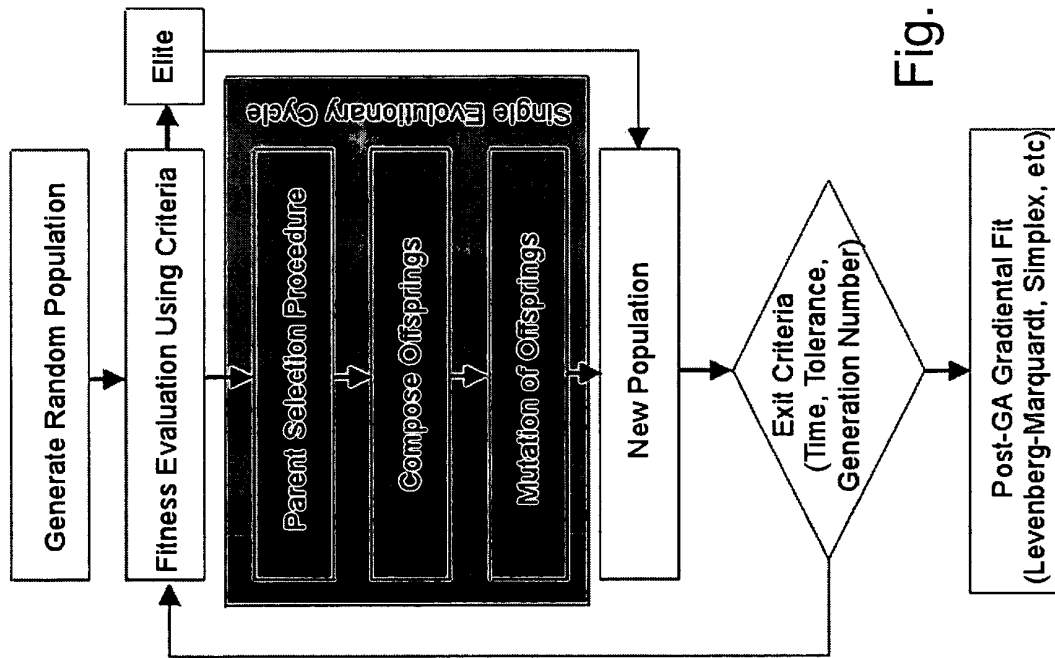 Generate Random Population
Fitness Evaluation Using Criteria
Elite
Single Evolutionary Cycle
Parent Selection Procedure
Compose Offsprings
Mutation of Offsprings
New Population
Exit Criteria
(Time, Tolerance,
Generation Number)
Post-GA Gradiental Fit
(Levenberg-Marquardt, Simplex, etc)
Fig.